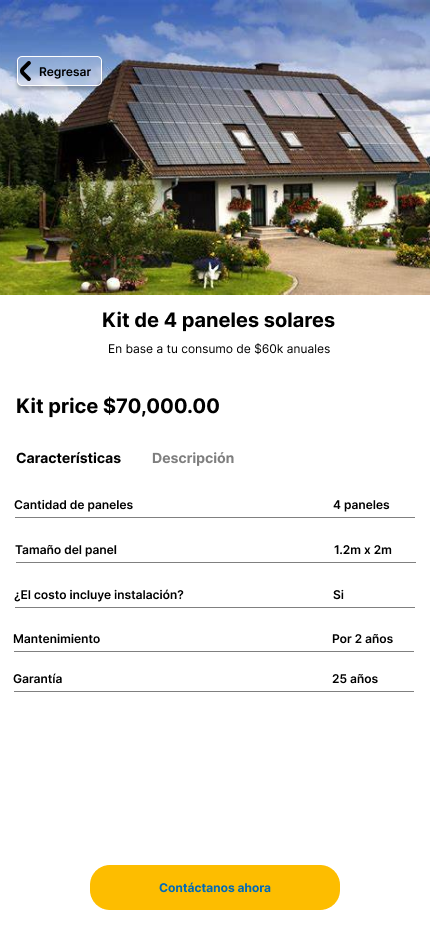 Regresar
Kit de 4 paneles solares
En base a tu consumo de $60k anuales
Kit price $70,000.00
Características Descripción
Cantidad de paneles 4 paneles
Tamaño del panel 1.2m x 2m
¿El costo incluye instalación? Si
Mantenimiento Por 2 años
Garantía 25 años
Contáctanos ahora